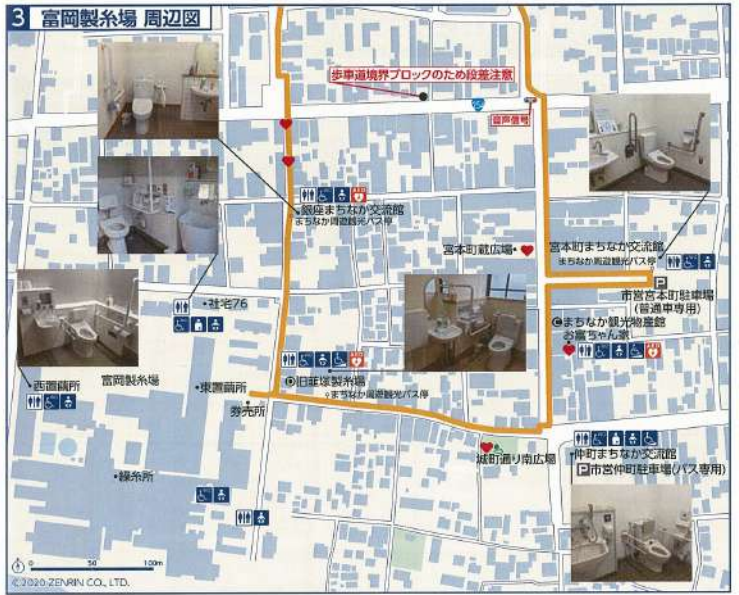 3 富岡製糸場 周辺図
歩車道境界ブロックのため段差注意
254
音声信号
AED
銀座まちなか交流館
まちなか周遊観光バス停
宮本町蔵広場
宮本町まちなか交流館
まちなか周遊観光バス停
P
市営宮本町駐車場
(普通車専用)
社宅76
まちなか観光物産館
お富ちゃん家
AED
西置繭所
富岡製糸場
東置繭所
AED
旧韮塚製糸場
まちなか周遊観光バス停
券売所
城町通り南広場
仲町まちなか交流館
P市営仲町駐車場(バス専用)
繰糸所
0 50 100m
© 2020 ZENRIN CO., LTD.